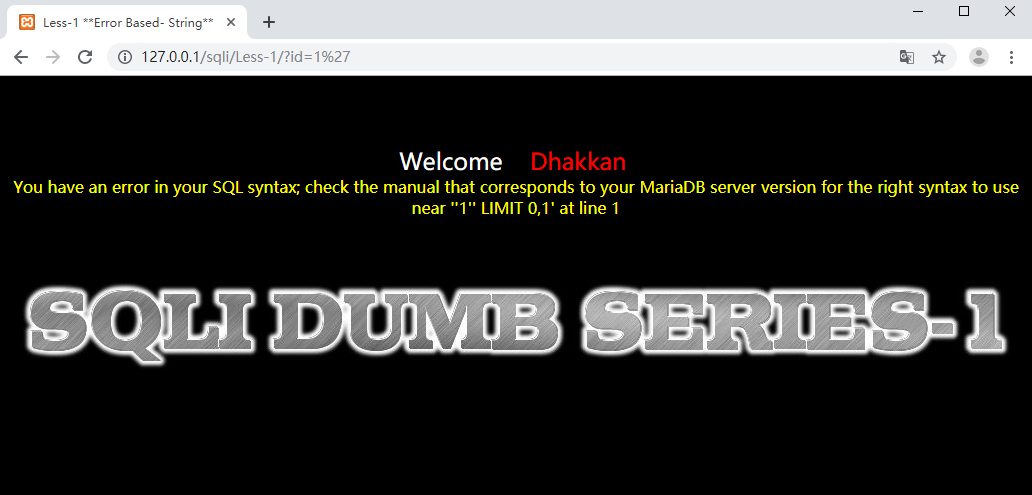 Less-1 **Error Based- String**
127.0.0.1/sqli/Less-1/?id=1%27
Welcome Dhakkan
You have an error in your SQL syntax; check the manual that corresponds to your MariaDB server version for the right syntax to use
near ''1'' LIMIT 0,1' at line 1
SQLI DUMB SERIES-1